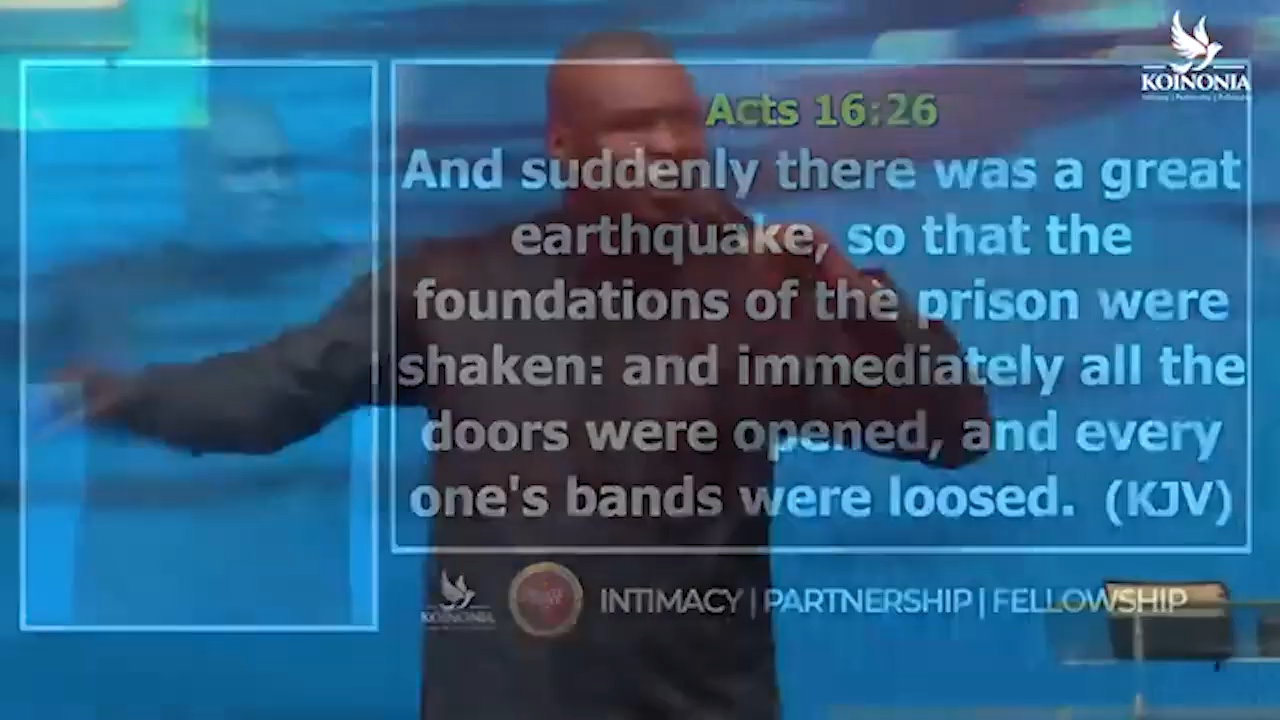 KOINONIA
Acts 16:26
And suddenly there was a great
earthquake, so that the
foundations of the prison were
shaken: and immediately all the
doors were opened, and every
one's bands were loosed. (KJV)
KOINONIA
INTIMACY | PARTNERSHIP | FELLOWSHIP